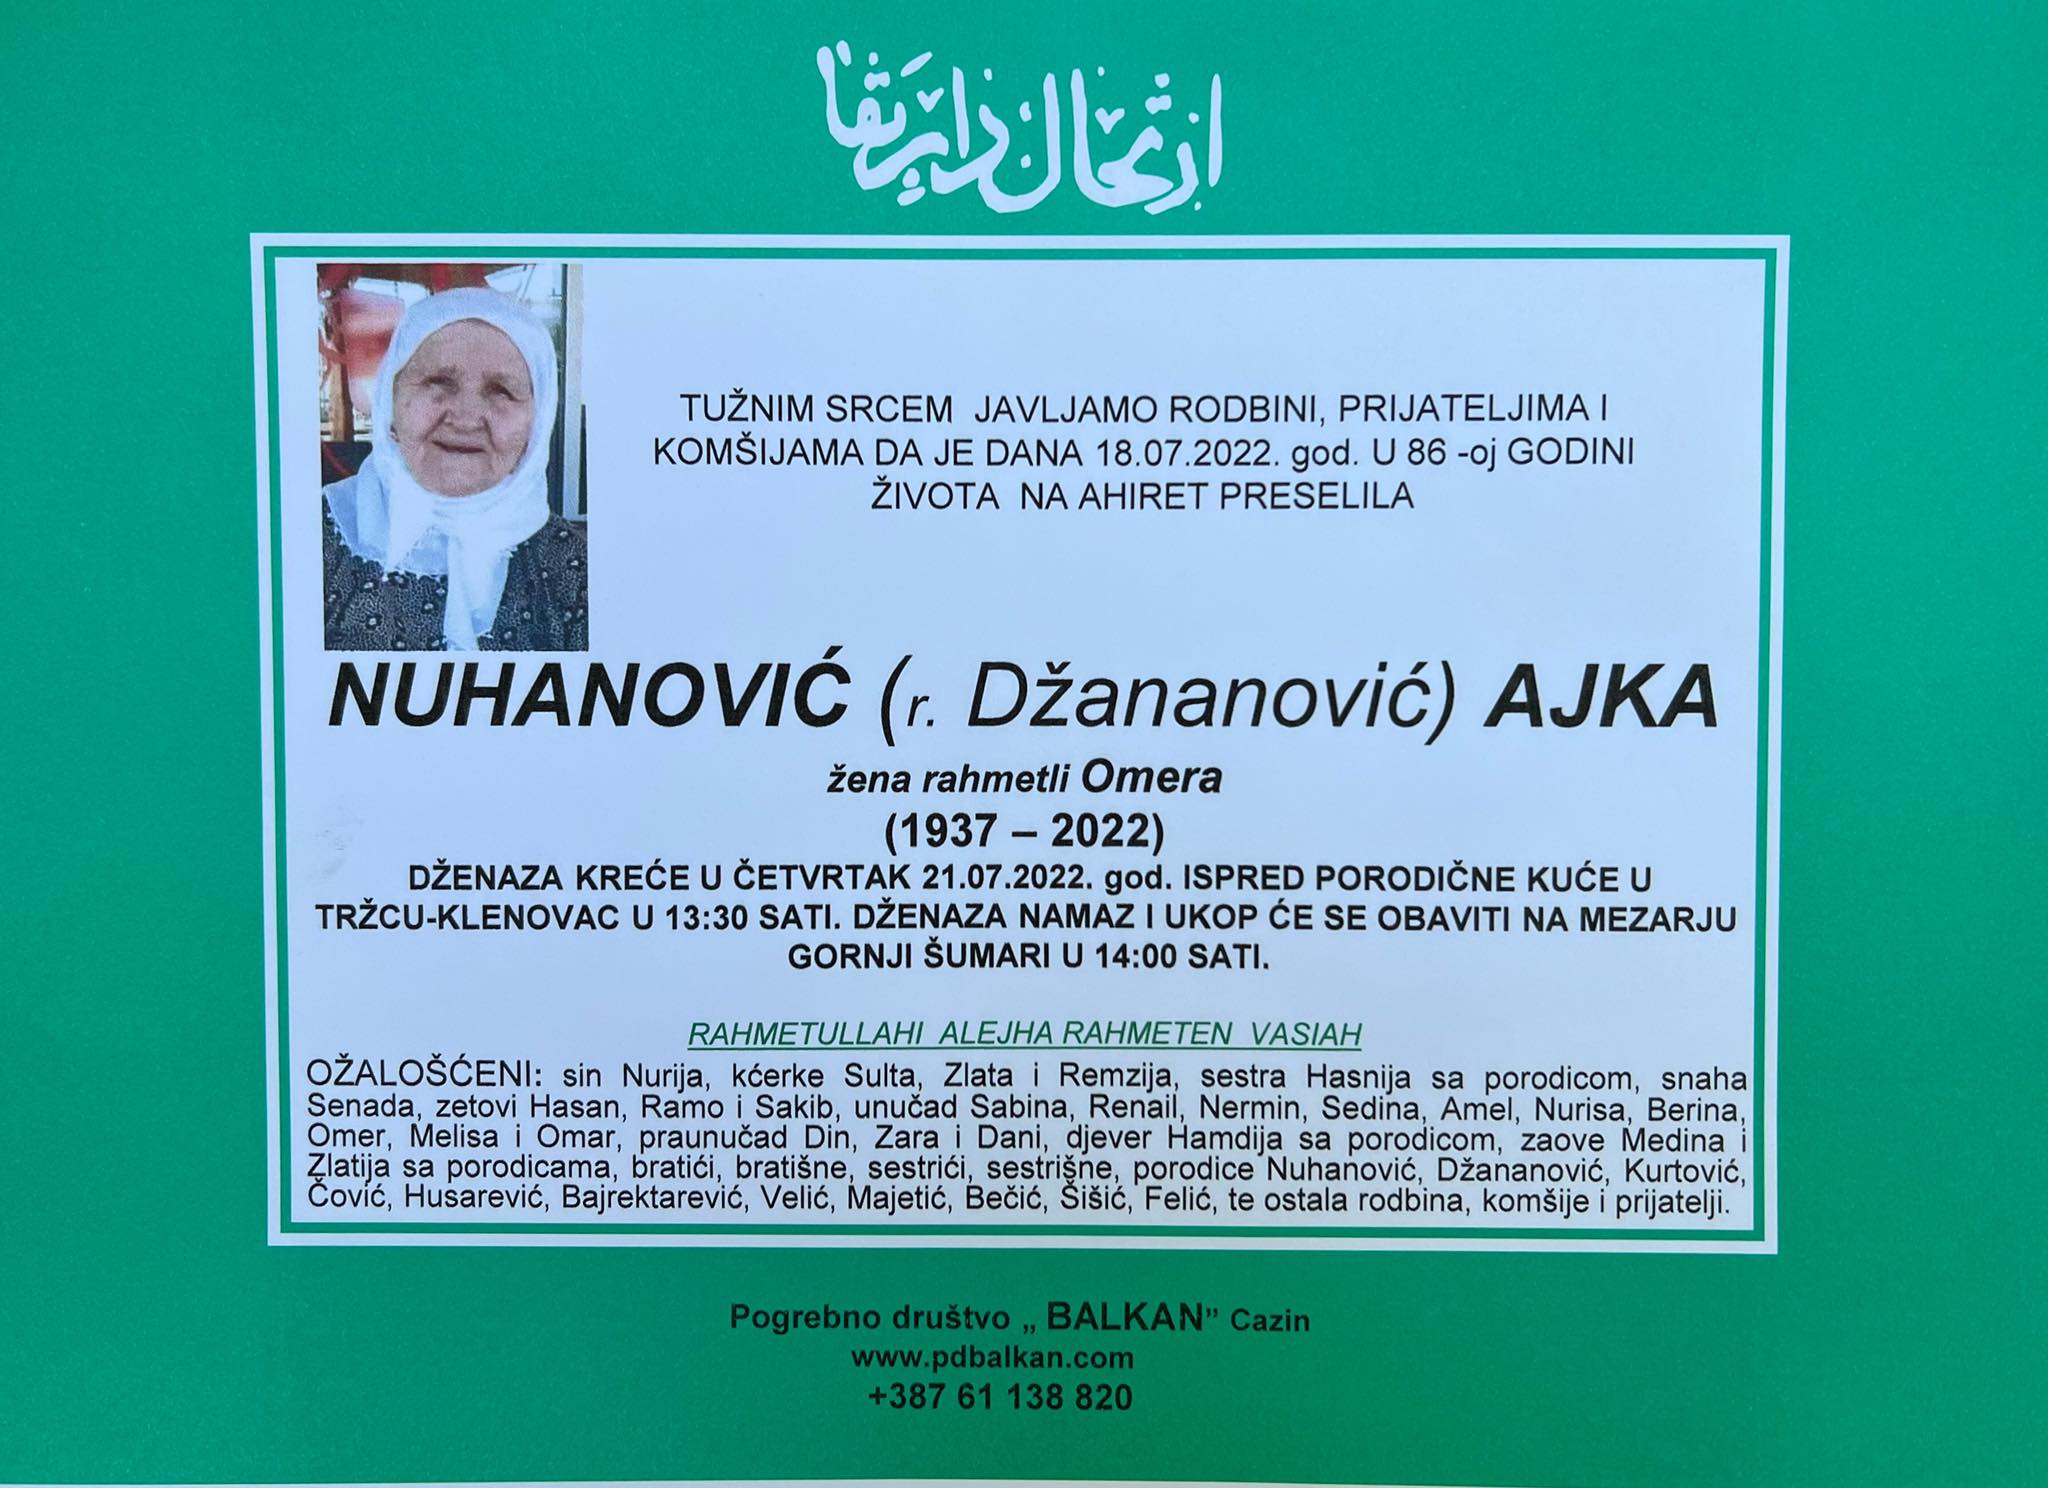 ارتحال دار بقا
TUŽNIM SRCEM JAVLJAMO RODBINI, PRIJATELJIMA I
KOMŠIJAMA DA JE DANA 18.07.2022. god. U 86 -oj GODINI
ŽIVOTA NA AHIRET PRESELILA
NUHANOVIĆ (r. Džananović) AJKA
žena rahmetli Omera
(1937 – 2022)
DŽENAZA KREĆE U ČETVRTAK 21.07.2022. god. ISPRED PORODIČNE KUĆE U
TRŽCU-KLENOVAC U 13:30 SATI. DŽENAZA NAMAZ I UKOP ĆE SE OBAVITI NA MEZARJU
GORNJI ŠUMARI U 14:00 SATI.
RAHMETULLAHI ALEJHA RAHMETEN VASIAH
OŽALOŠĆENI: sin Nurija, kćerke Sulta, Zlata i Remzija, sestra Hasnija sa porodicom, snaha
Senada, zetovi Hasan, Ramo i Sakib, unučad Sabina, Renail, Nermin, Sedina, Amel, Nurisa, Berina,
Omer, Melisa i Omar, praunučad Din, Zara i Dani, djever Hamdija sa porodicom, zaove Medina i
Zlatija sa porodicama, bratići, bratišne, sestrići, sestrišne, porodice Nuhanović, Džananović, Kurtović,
Čović, Husarević, Bajrektarević, Velić, Majetić, Bečić, Šišić, Felić, te ostala rodbina, komšije i prijatelji.
Pogrebno društvo „ BALKAN” Cazin
www.pdbalkan.com
+387 61 138 820